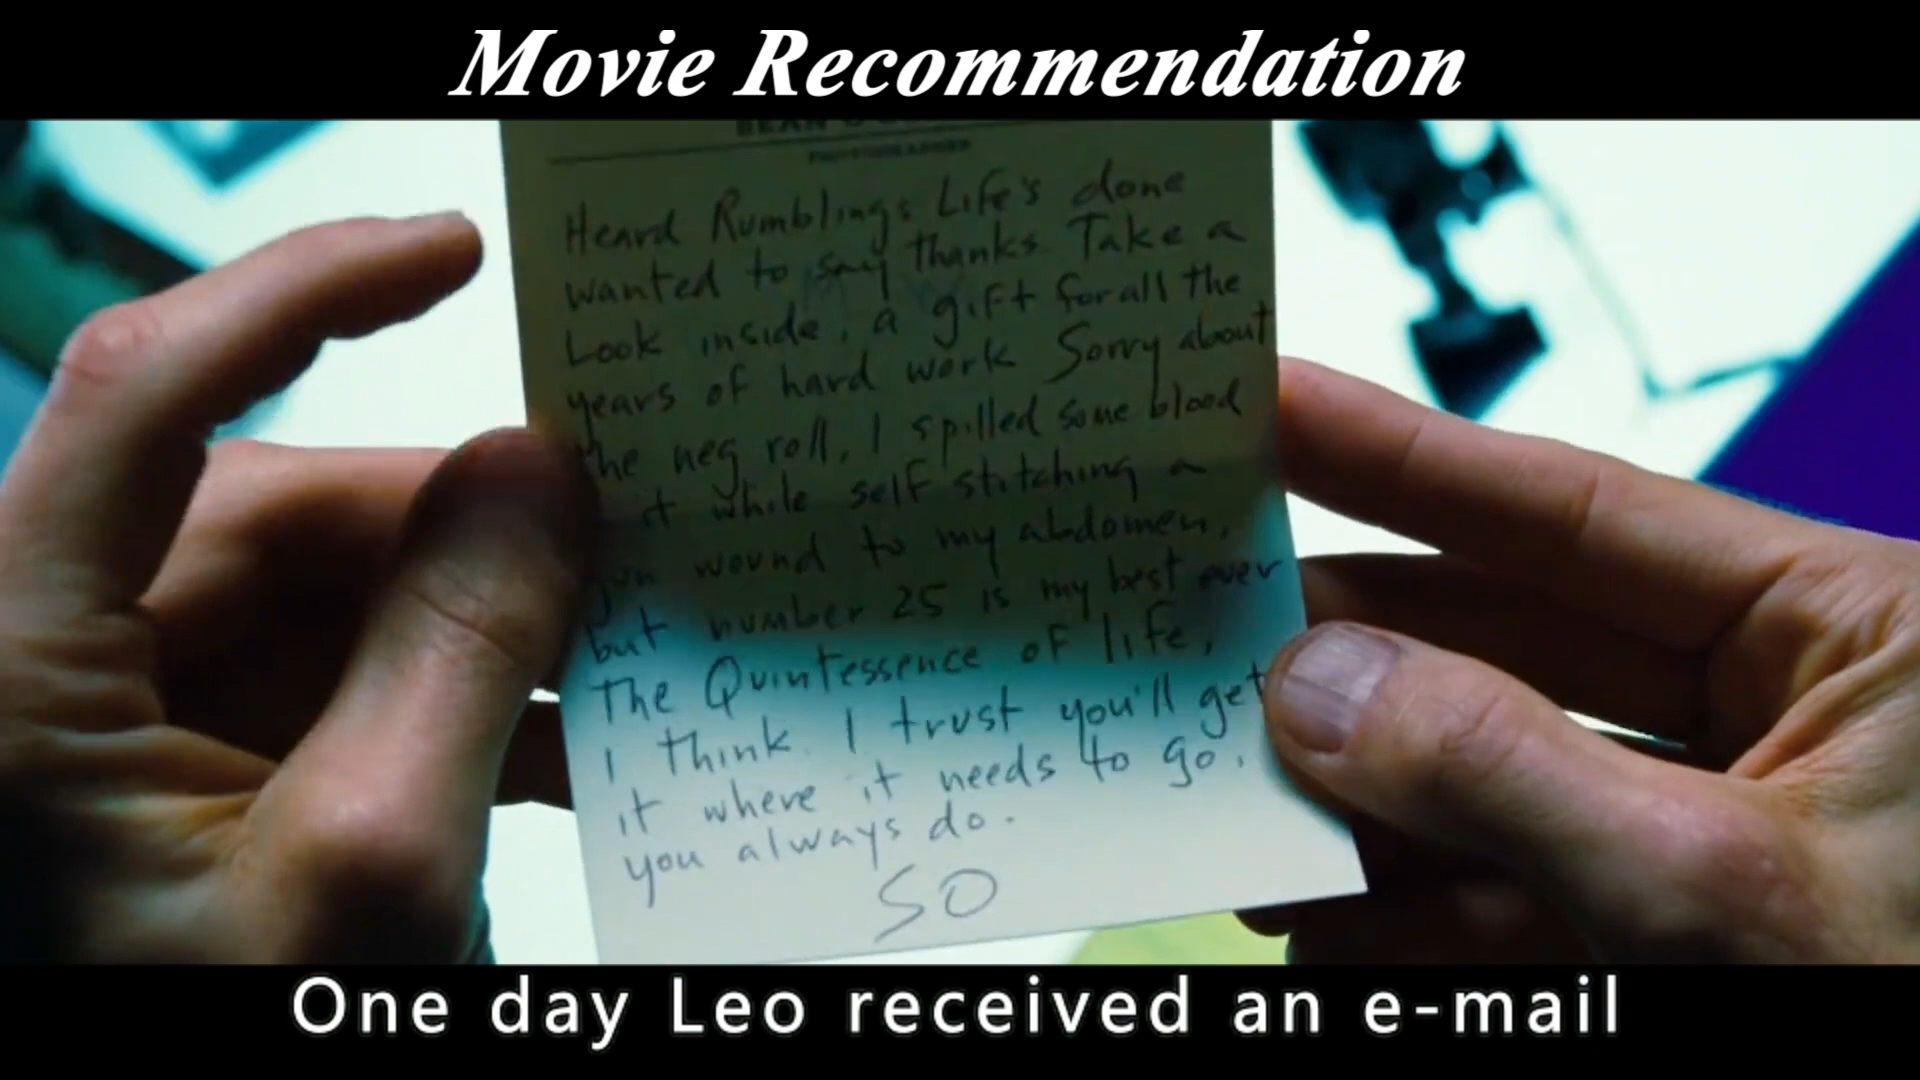 Movie Recommendation
Heard Rumblings Life's done
wanted to say thanks. Take a
Look inside, a gift for all the
years of hard work Sorry about
the neg roll, I spilled some blood
it while self stitching a
gun wound to my abdomen,
but number 25 is my best ever
The Quintessence of life,
I think. I trust you'll get
it where it needs to go.
you always do.
SO
One day Leo received an e-mail